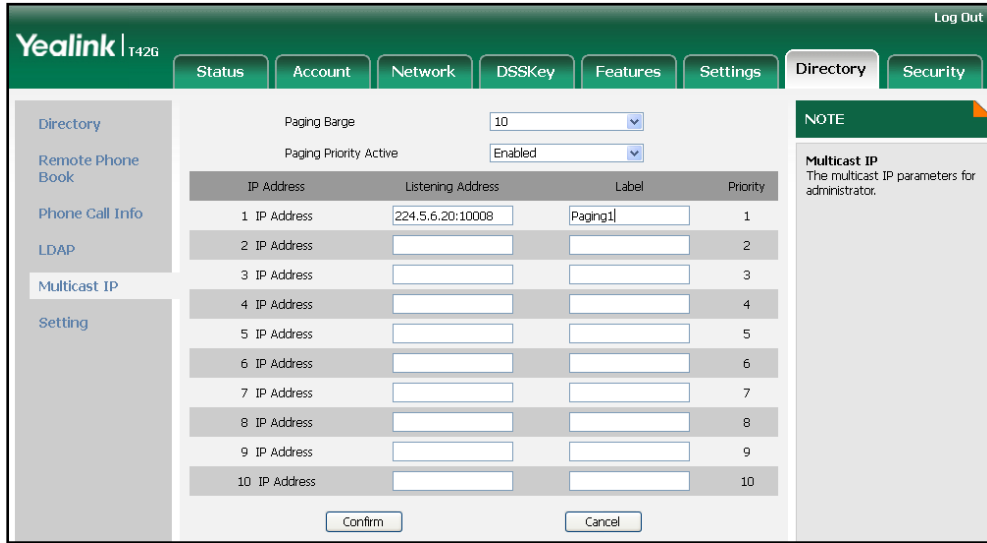 Log Out
Yealink | T42G
Status Account Network DSSKey Features Settings Directory Security
Directory
Remote Phone
Book
Phone Call Info
LDAP
Multicast IP
Setting
Paging Barge 10
Paging Priority Active Enabled
IP Address Listening Address Label Priority
1 IP Address 224.5.6.20:10008 Paging1 1
2 IP Address 2
3 IP Address 3
4 IP Address 4
5 IP Address 5
6 IP Address 6
7 IP Address 7
8 IP Address 8
9 IP Address 9
10 IP Address 10
Confirm Cancel
NOTE
Multicast IP
The multicast IP parameters for
administrator.